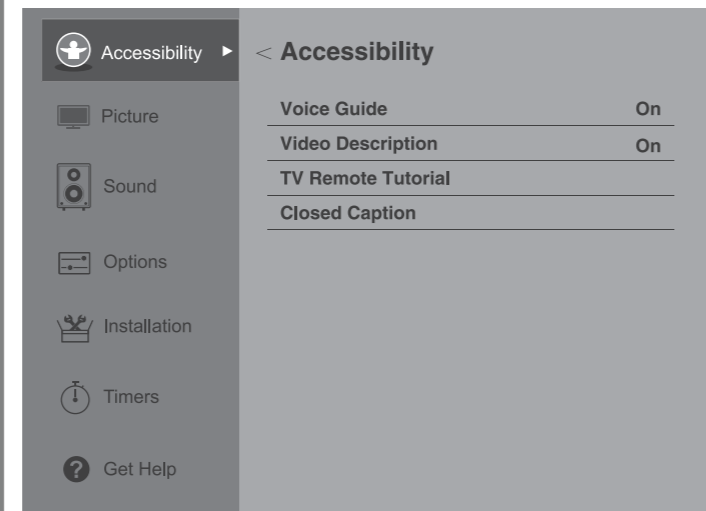 Accessibility
Picture
Sound
Options
Installation
Timers
Get Help
< Accessibility
Voice Guide On
Video Description On
TV Remote Tutorial
Closed Caption